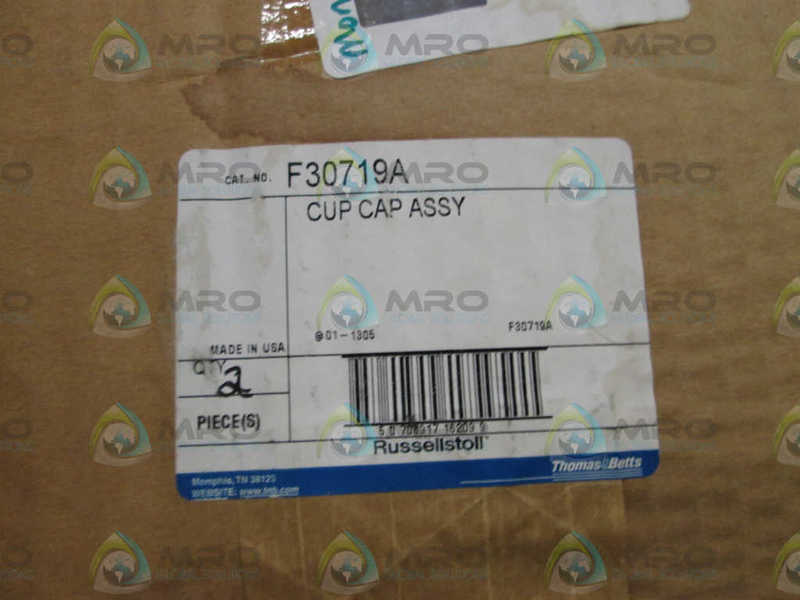 CAT. NO. F30719A
CUP CAP ASSY
@01-1305 F30719A
MADE IN USA
QTY
2
PIECE(S)
Russellstoll
Thomas&Betts
Memphis, TN 38125
WEBSITE: www.tnb.com
MRO